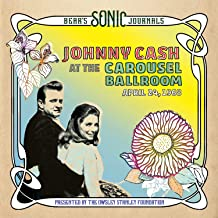 BEAR'S SONIC JOURNALS
JOHNNY CASH
AT THE CAROUSEL
BALLROOM
APRIL 24, 1968
PRESENTED BY THE OWSLEY STANLEY FOUNDATION